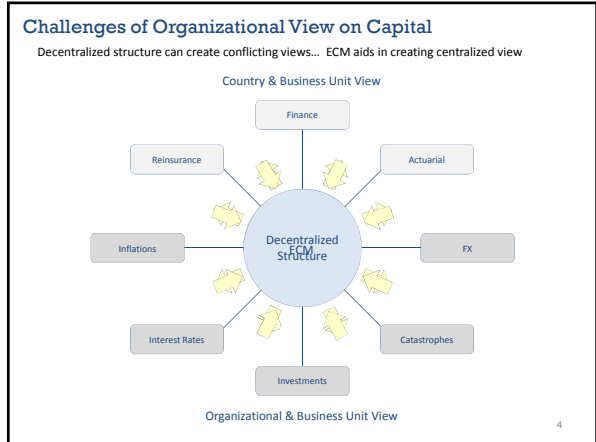 Challenges of Organizational View on Capital
Decentralized structure can create conflicting views... ECM aids in creating centralized view
Country & Business Unit View
Finance
Reinsurance
Actuarial
Decentralized
ECM
Structure
Inflations
FX
Interest Rates
Catastrophes
Investments
Organizational & Business Unit View
4